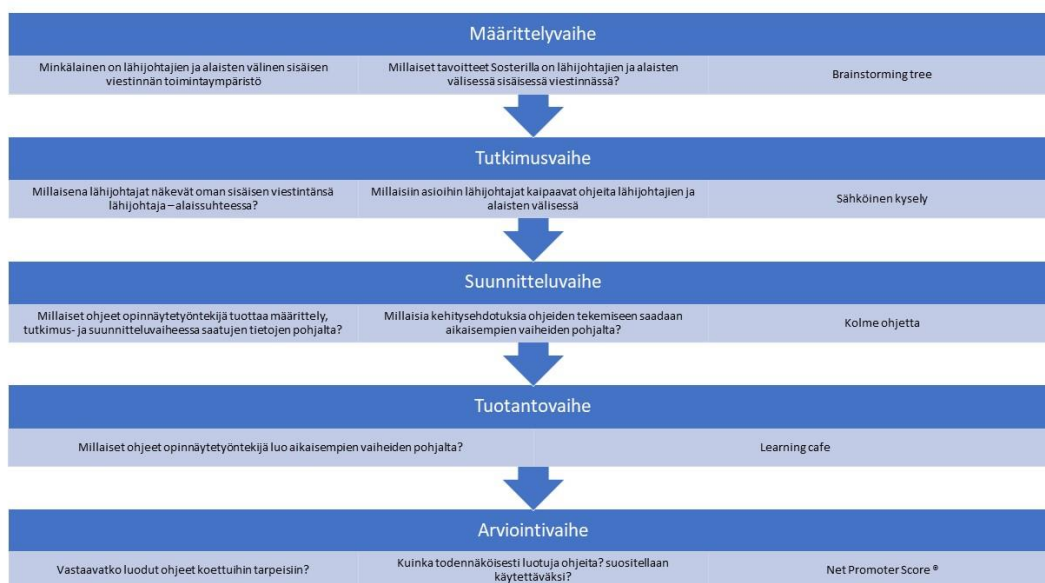 Määrittelyvaihe
Minkälainen on lähijohtajien ja alaisten välinen sisäisen
viestinnän toimintaympäristö
Millaiset tavoitteet Sosterilla on lähijohtajien ja alaisten
välisessä sisäisessä viestinnässä?
Brainstorming tree
Tutkimusvaihe
Millaisena lähijohtajat näkevät oman sisäisen viestintänsä
lähijohtaja – alaissuhteessa?
Millaisiin asioihin lähijohtajat kaipaavat ohjeita lähijohtajien ja
alaisten välisessä
Sähköinen kysely
Suunnitteluvaihe
Millaiset ohjeet opinnäytetyöntekijä tuottaa määrittely,
tutkimus- ja suunnitteluvaiheessa saatujen tietojen pohjalta?
Millaisia kehitysehdotuksia ohjeiden tekemiseen saadaan
aikaisempien vaiheiden pohjalta?
Kolme ohjetta
Tuotantovaihe
Millaiset ohjeet opinnäytetyöntekijä luo aikaisempien vaiheiden pohjalta?
Learning cafe
Arviointivaihe
Vastaavatko luodut ohjeet koettuihin tarpeisiin?
Kuinka todennäköisesti luotuja ohjeita? suositellaan
käytettäväksi?
Net Promoter Score ®